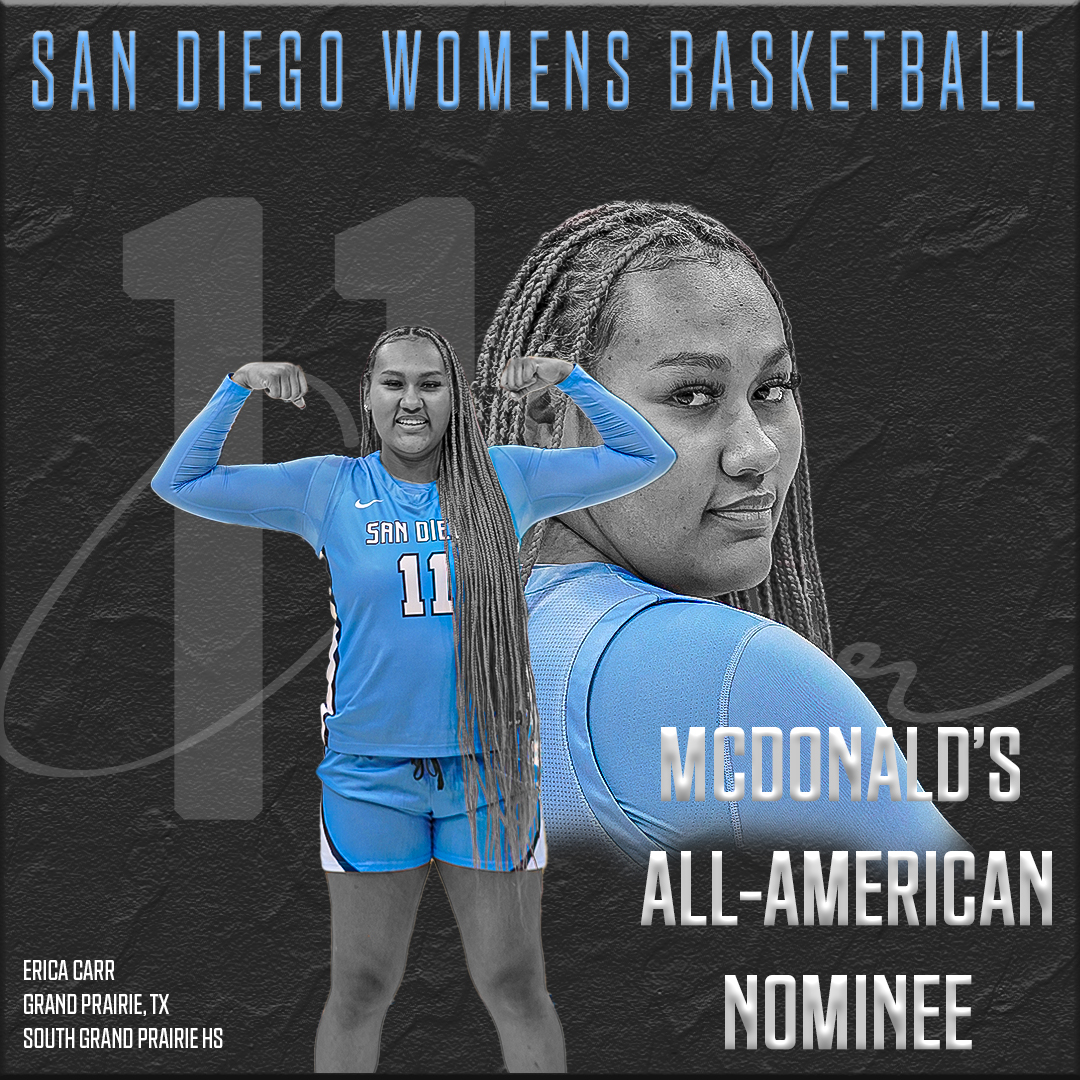 SAN DIEGO WOMENS BASKETBALL
11
SAN DIE
11
MCDONALD'S
ALL-AMERICAN
NOMINEE
ERICA CARR
GRAND PRAIRIE, TX
SOUTH GRAND PRAIRIE HS